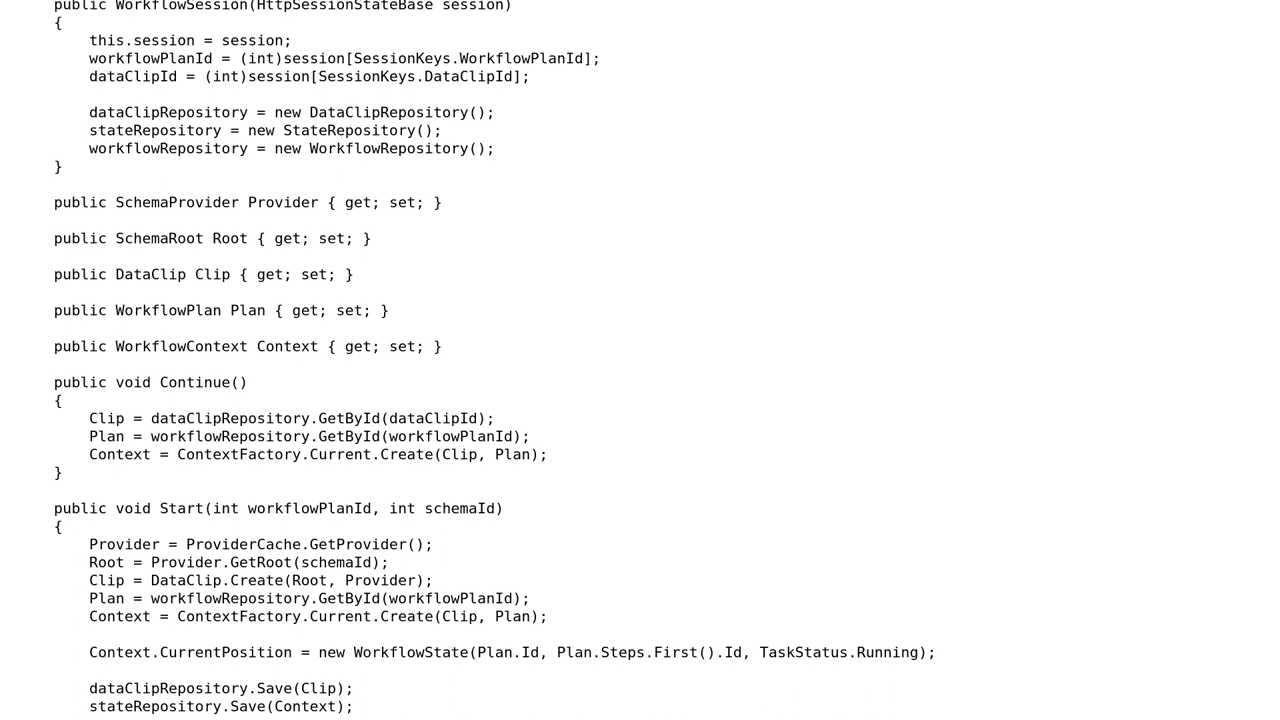 public WorkflowSession(HttpSessionStateBase session)
{
this.session = session;
workflowPlanId = (int)session[SessionKeys.WorkflowPlanId];
dataClipId = (int)session[SessionKeys.DataClipId];
dataClipRepository = new DataClipRepository();
stateRepository = new StateRepository();
workflowRepository = new WorkflowRepository();
}
public SchemaProvider Provider { get; set; }
public SchemaRoot Root { get; set; }
public DataClip Clip { get; set; }
public WorkflowPlan Plan { get; set; }
public WorkflowContext Context { get; set; }
public void Continue()
{
Clip = dataClipRepository.GetById(dataClipId);
Plan = workflowRepository.GetById(workflowPlanId);
Context = ContextFactory.Current.Create(Clip, Plan);
}
public void Start(int workflowPlanId, int schemaId)
{
Provider = ProviderCache.GetProvider();
Root = Provider.GetRoot(schemaId);
Clip = DataClip.Create(Root, Provider);
Plan = workflowRepository.GetById(workflowPlanId);
Context = ContextFactory.Current.Create(Clip, Plan);
Context.CurrentPosition = new WorkflowState(Plan.Id, Plan.Steps.First().Id, TaskStatus.Running);
dataClipRepository.Save(Clip);
stateRepository.Save(Context);